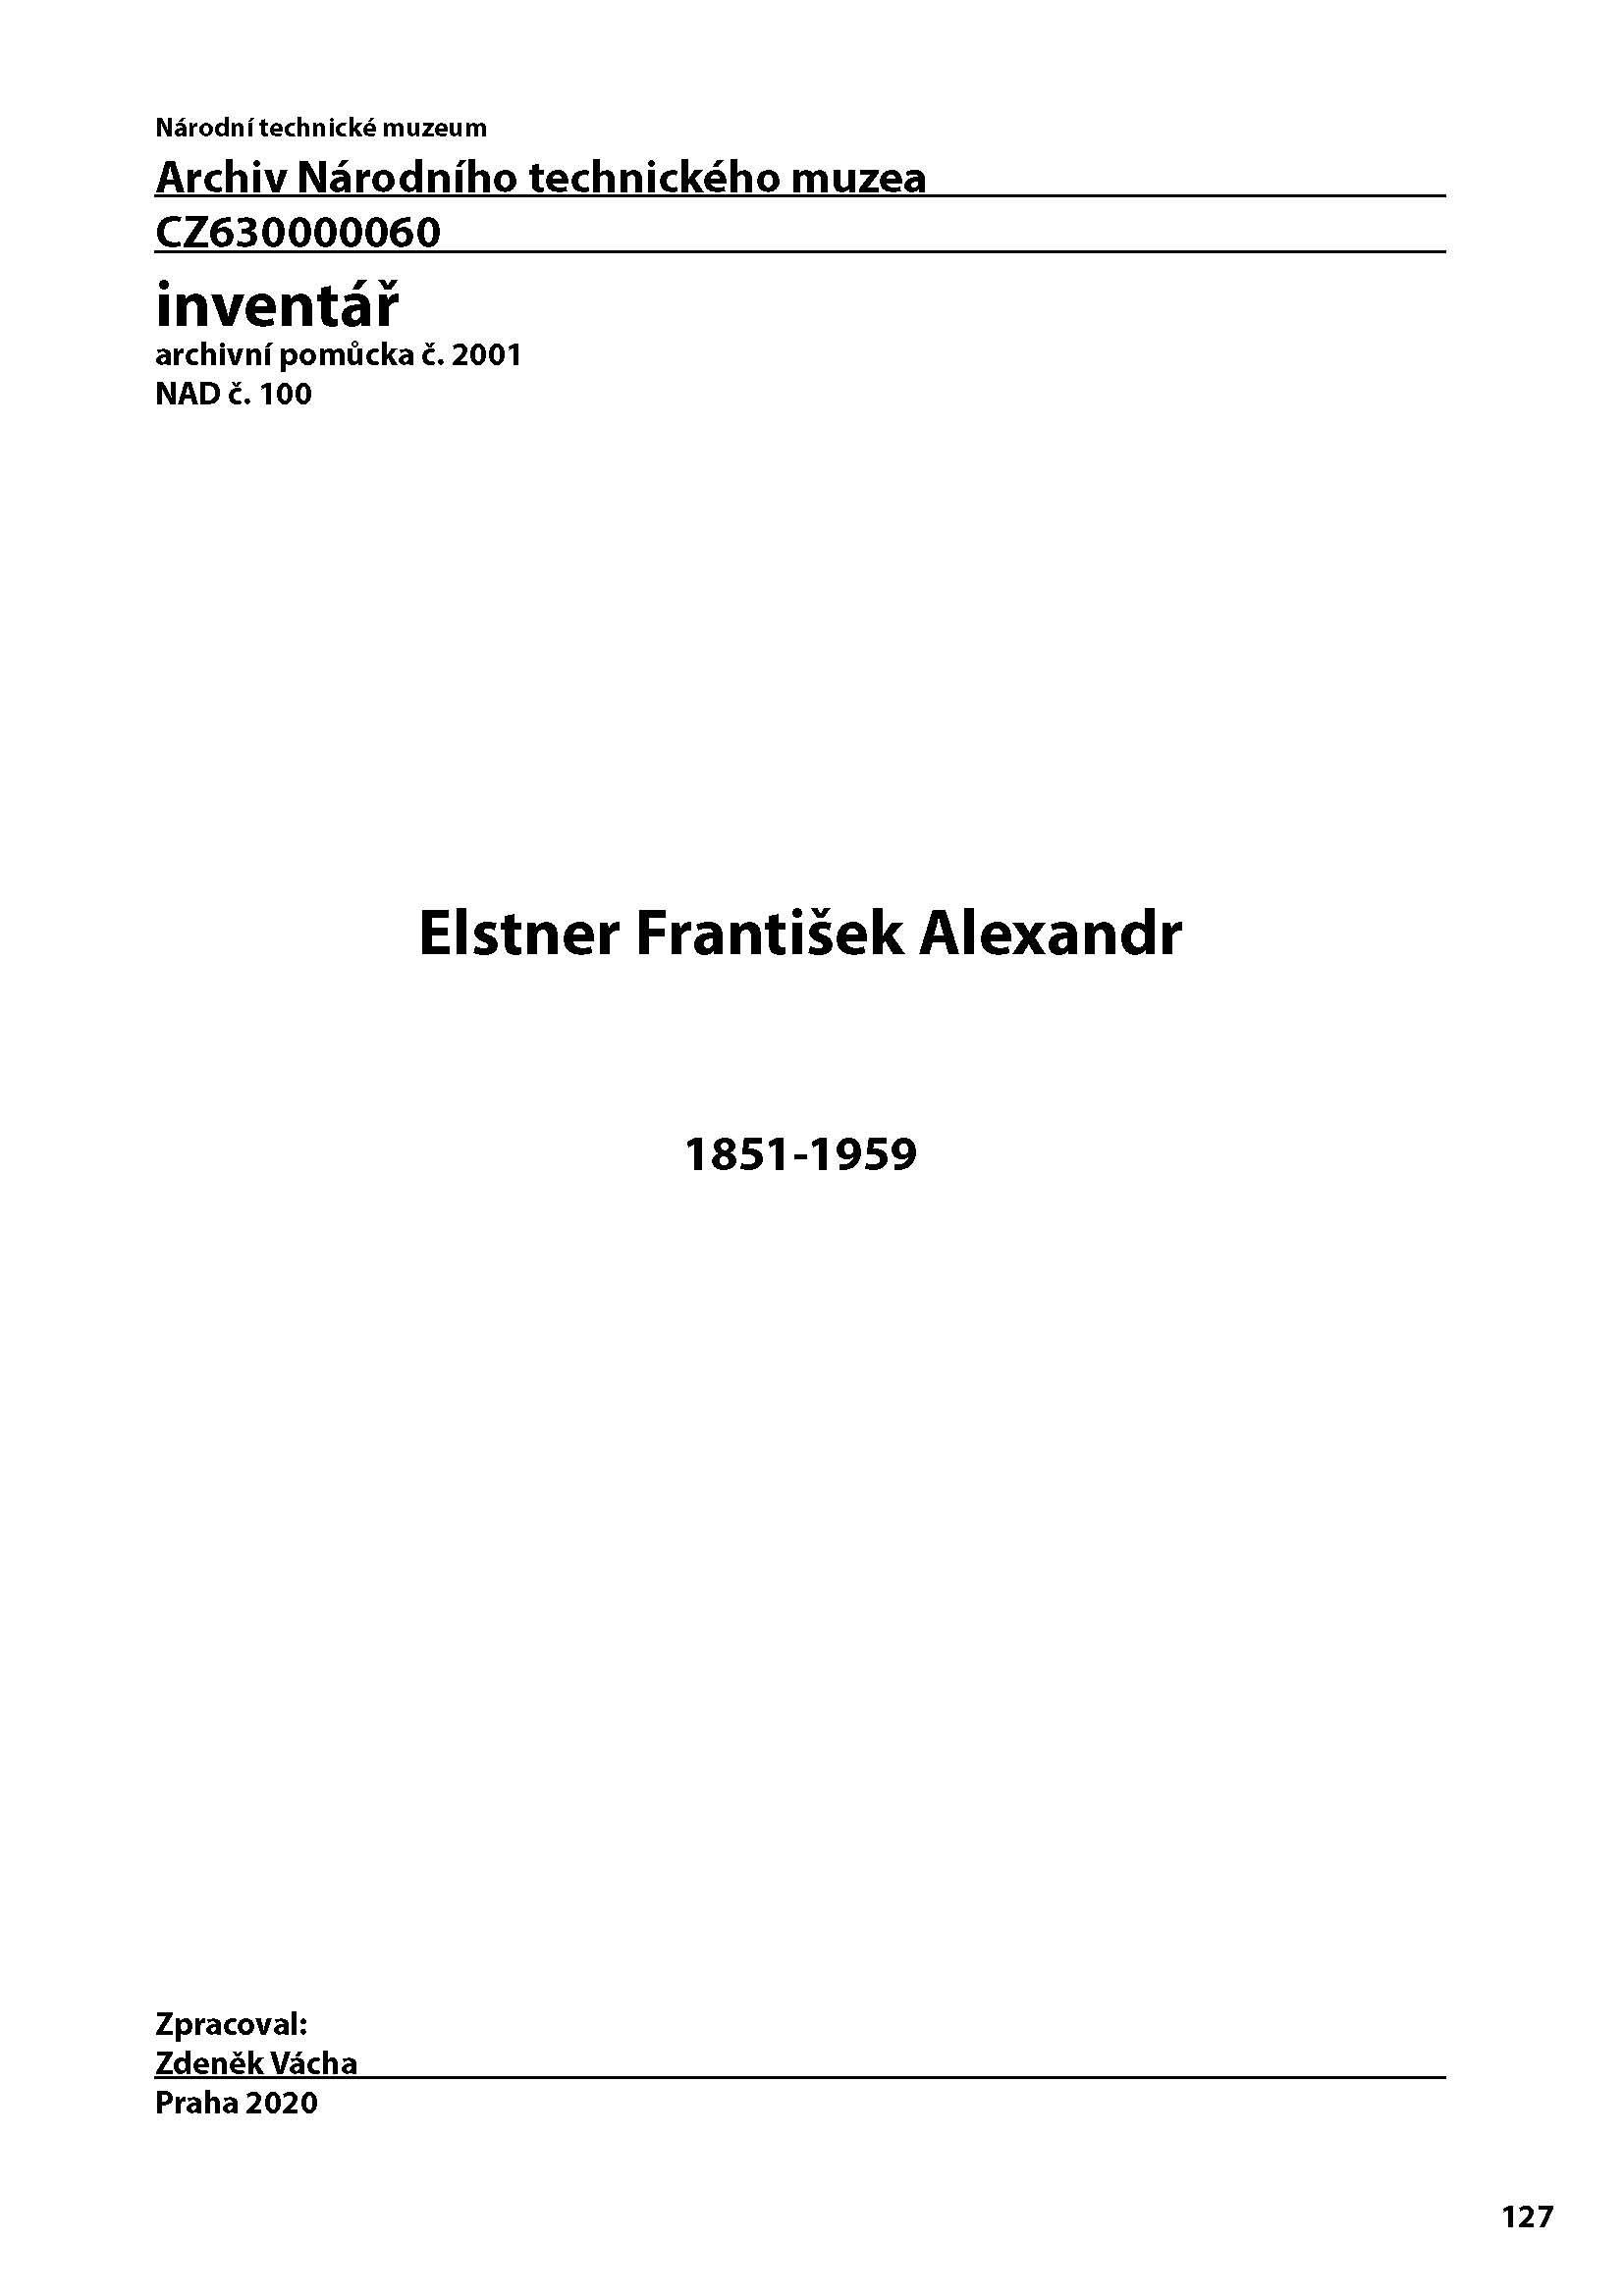 Národní technické muzeum
Archiv Národního technického muzea
CZ630000060
inventář
archivní pomůcka č. 2001
NAD č. 100
Elstner František Alexandr
1851-1959
Zpracoval:
Zdeněk Vácha
Praha 2020
127